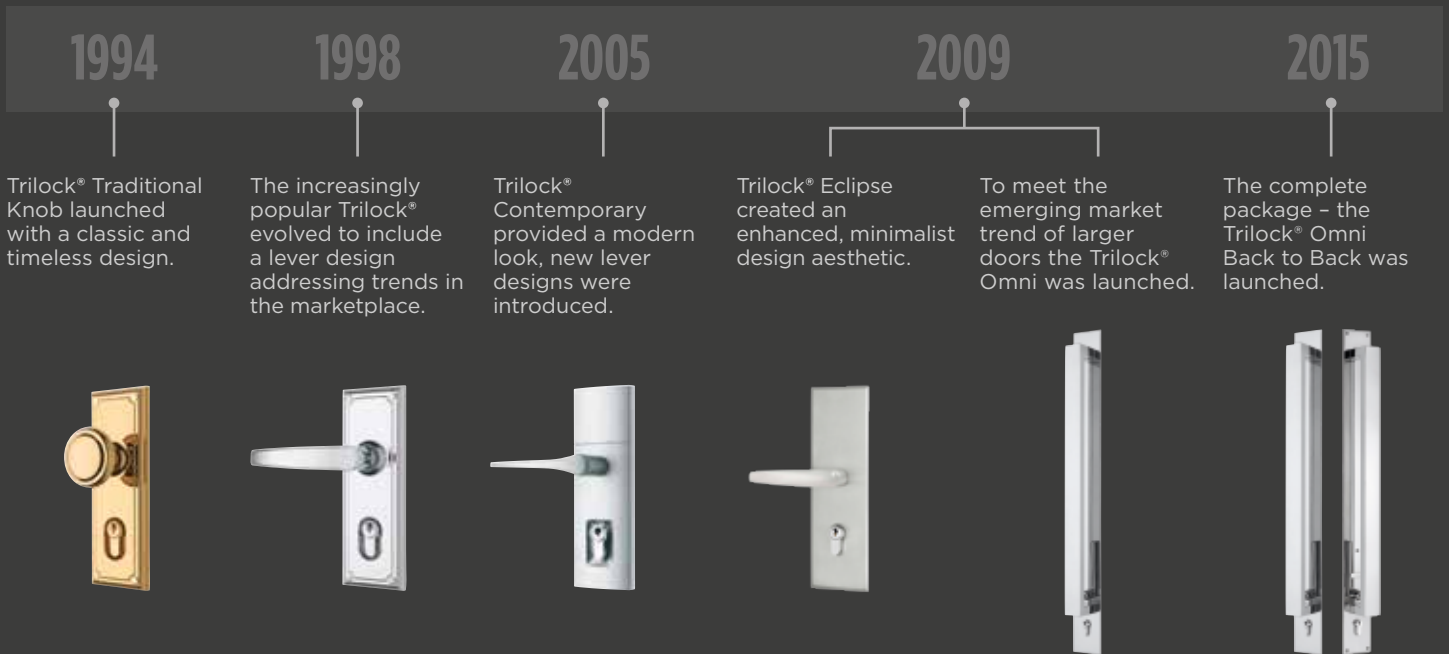 1994
Trilock® Traditional
Knob launched
with a classic and
timeless design.
1998
The increasingly
popular Trilock®
evolved to include
a lever design
addressing trends in
the marketplace.
2005
Trilock®
Contemporary
provided a modern
look, new lever
designs were
introduced.
2009
Trilock® Eclipse
created an
enhanced, minimalist
design aesthetic.
To meet the
emerging market
trend of larger
doors the Trilock®
Omni was launched.
2015
The complete
package – the
Trilock® Omni
Back to Back was
launched.